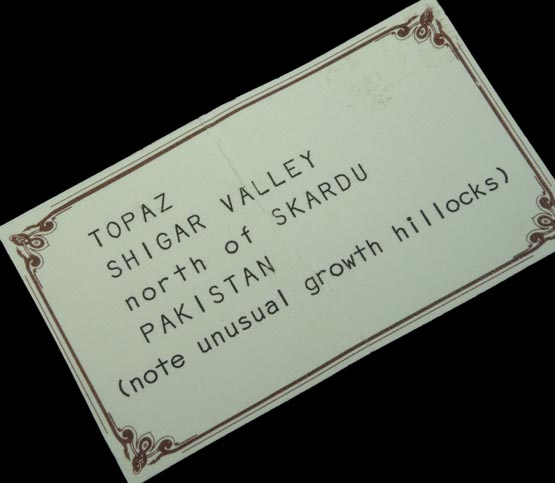 TOPAZ
SHIGAR VALLEY
north of SKARDU
PAKISTAN
(note unusual growth hillocks)